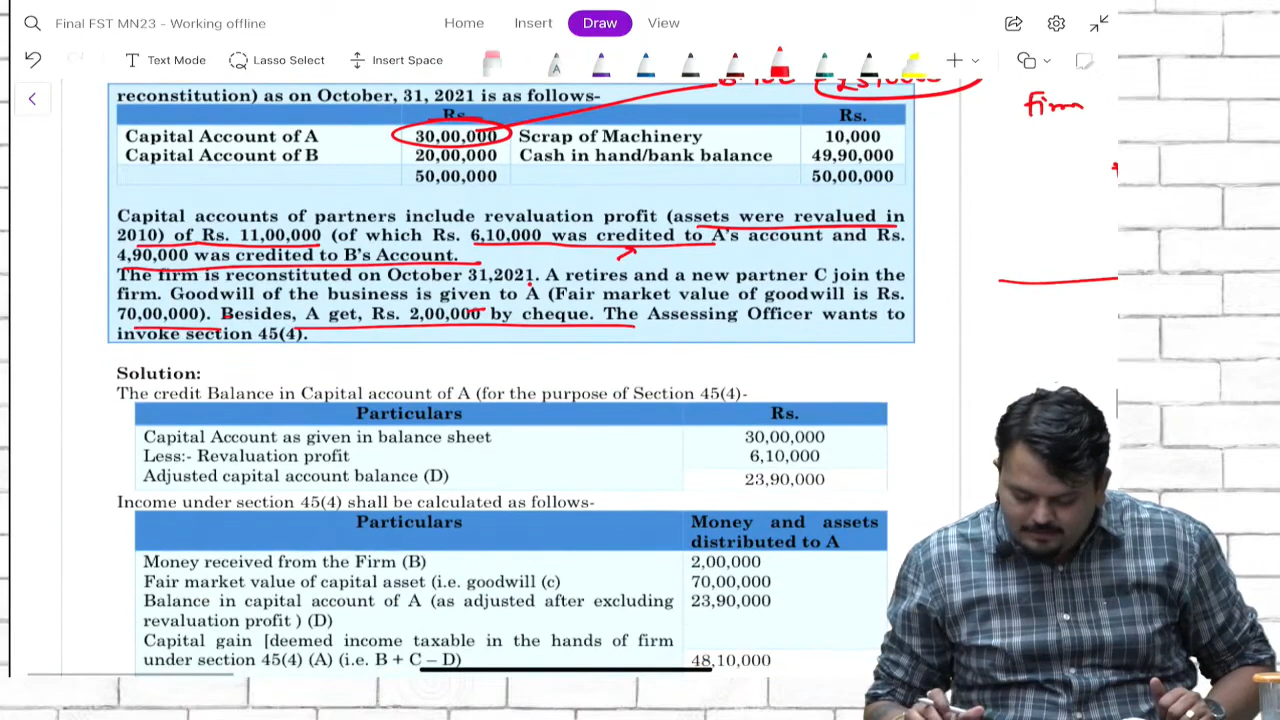 Final FST MN23 - Working offline
Home Insert Draw View
Text Mode Lasso Select Insert Space
reconstitution) as on October, 31, 2021 is as follows-
Rs. Rs.
Capital Account of A 30,00,000 Scrap of Machinery 10,000
Capital Account of B 20,00,000 Cash in hand/bank balance 49,90,000
50,00,000 50,00,000
firm
Capital accounts of partners include revaluation profit (assets were revalued in
2010) of Rs. 11,00,000 (of which Rs. 6,10,000 was credited to A's account and Rs.
4,90,000 was credited to B's Account.
The firm is reconstituted on October 31,2021. A retires and a new partner C join the
firm. Goodwill of the business is given to A (Fair market value of goodwill is Rs.
70,00,000). Besides, A get, Rs. 2,00,000 by cheque. The Assessing Officer wants to
invoke section 45(4).
Solution:
The credit Balance in Capital account of A (for the purpose of Section 45(4)-
Particulars Rs.
Capital Account as given in balance sheet 30,00,000
Less:- Revaluation profit 6,10,000
Adjusted capital account balance (D) 23,90,000
Income under section 45(4) shall be calculated as follows-
Particulars Money and assets
distributed to A
Money received from the Firm (B) 2,00,000
Fair market value of capital asset (i.e. goodwill (c) 70,00,000
Balance in capital account of A (as adjusted after excluding 23,90,000
revaluation profit ) (D)
Capital gain [deemed income taxable in the hands of firm
under section 45(4) (A) (i.e. B + C – D) 48,10,000